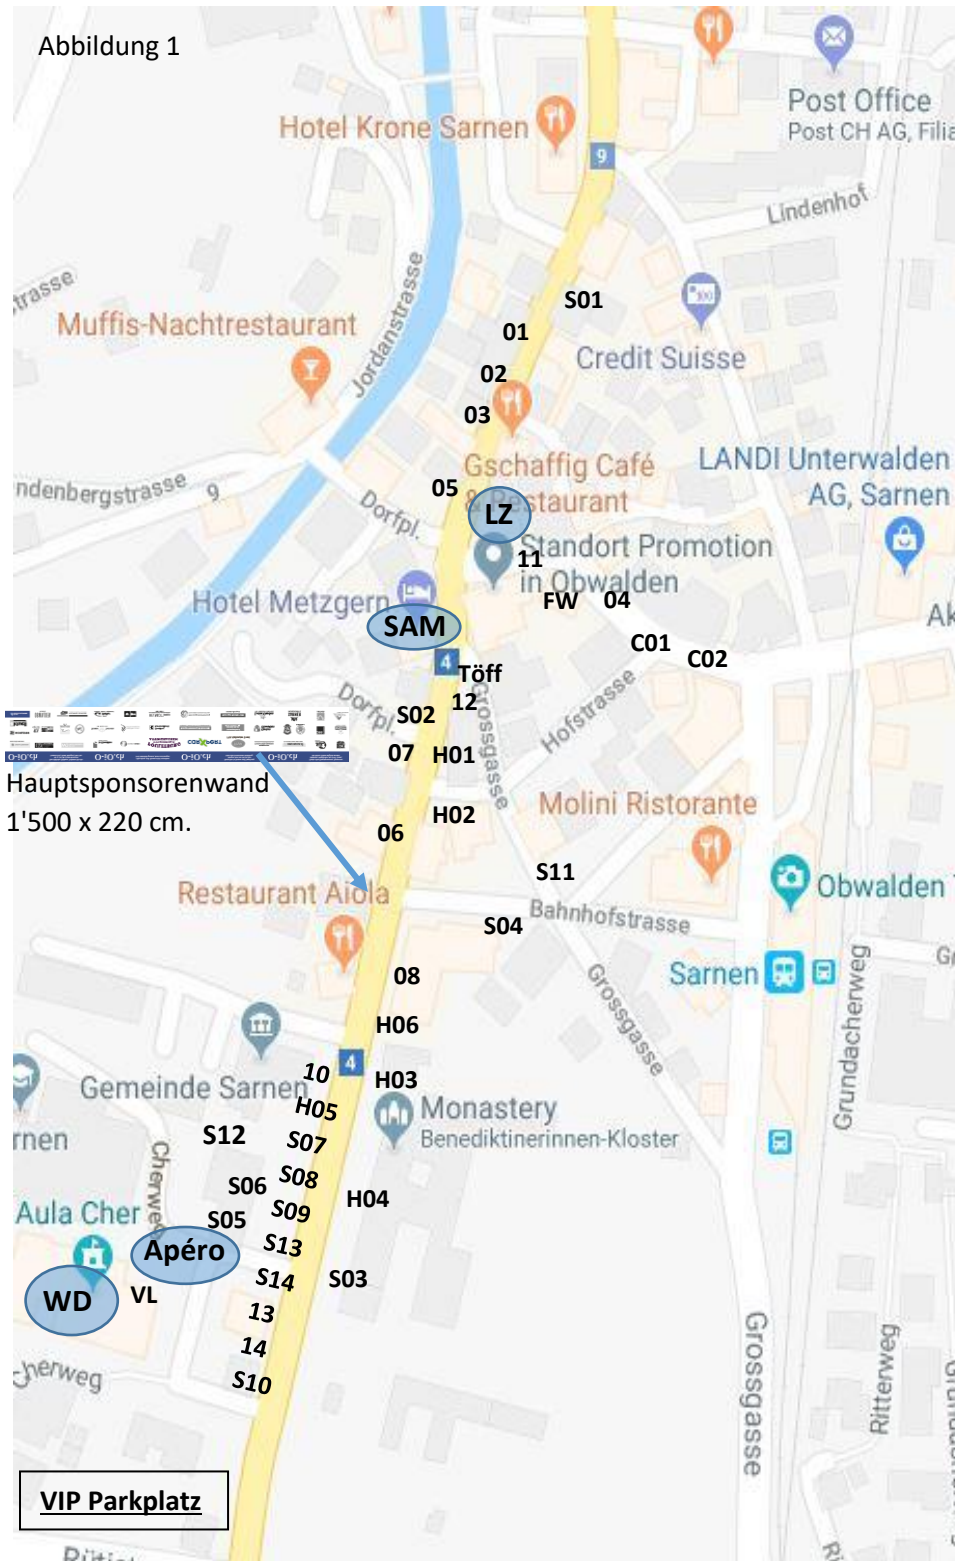 Abbildung 1
Post Office
Post CH AG, Filia
Hotel Krone Sarnen
9
Lindenhof
trasse
Jordanstrasse
S01
Muffis-Nachtrestaurant
01
Credit Suisse
02
03
Gschaffig Café
& Restaurant
LANDI Unterwalden
AG, Sarnen
ndenbergstrasse
9
05
LZ
Dorfpl.
Standort Promotion
in Obwalden
11
Hotel Metzgern
FW
04
SAM
Ak
C01
C02
4
Töff
12
Grossgasse
Dorfpl.
S02
Hofstrasse
07
H01
Hauptsponsorenwand
1'500 x 220 cm.
H02
06
Molini Ristorante
S11
Restaurant Aiola
Obwalden
Bahnhofstrasse
S04
08
Sarnen
Grossgasse
Grundacherweg
Gr
H06
4
10
H03
Gemeinde Sarnen
H05
Monastery
Benediktinerinnen-Kloster
rnen
S12
S07
Cherweg
S08
S06
H04
S09
Aula Cher
S05
S13
Apéro
S14
S03
WD
VL
13
14
Cherweg
S10
Grossgasse
Ritterweg
VIP Parkplatz